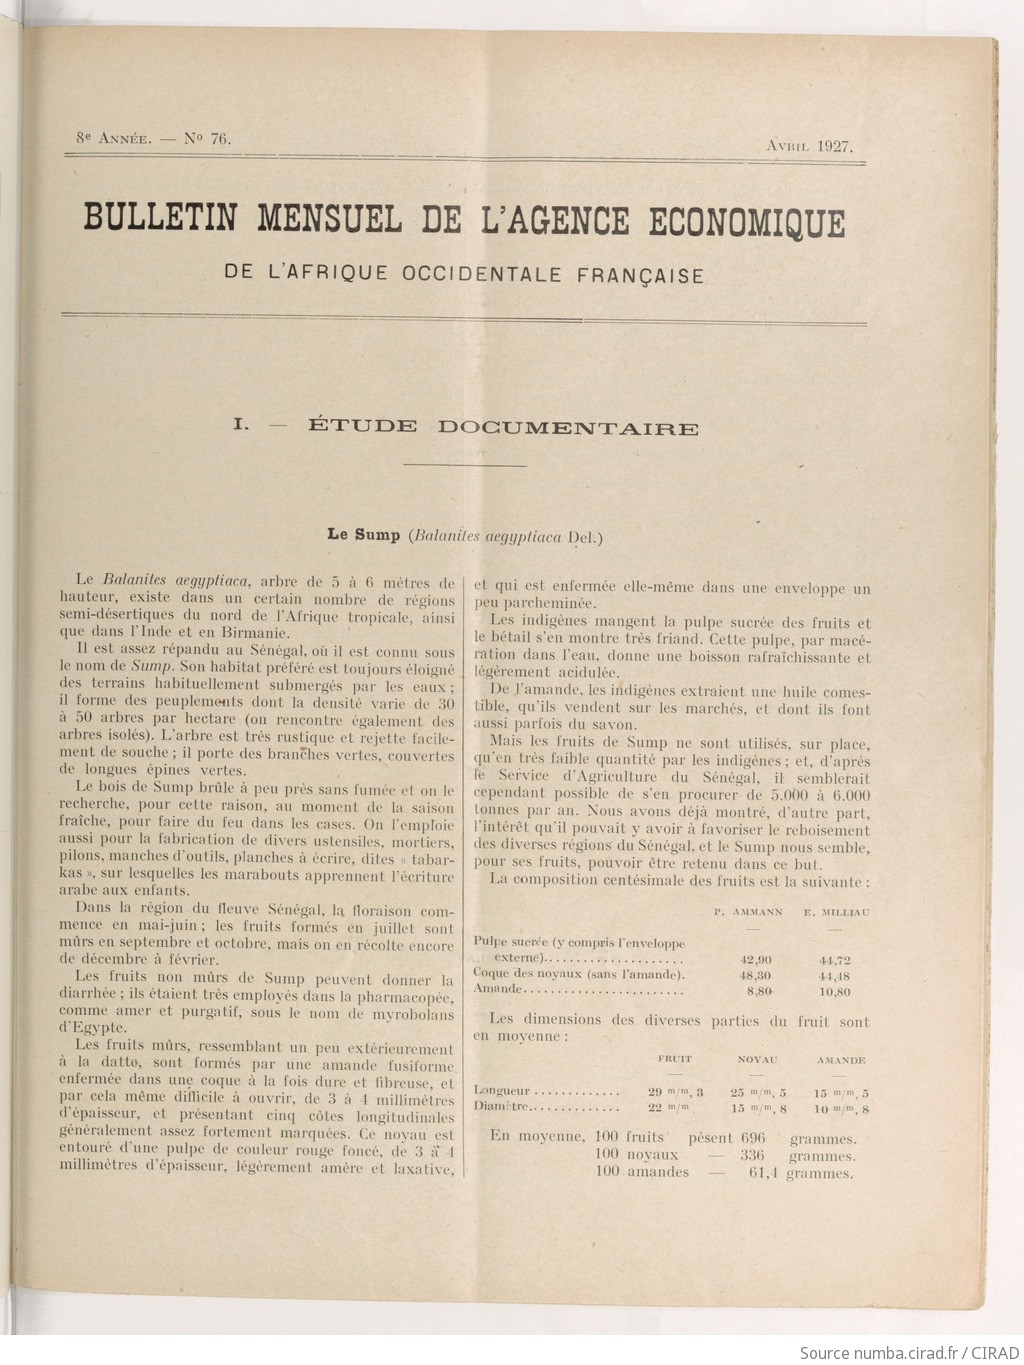 8e ANNÉE. — No 76.
AVRIL 1927.
BULLETIN MENSUEL DE L'AGENCE ECONOMIQUE
DE L'AFRIQUE OCCIDENTALE FRANÇAISE
I. — ÉTUDE DOCUMENTAIRE
Le Sump (Balanites aegyptiaca Del.)
Le Balanites aegyptiaca, arbre de 5 à 6 mètres de
hauteur, existe dans un certain nombre de régions
semi-désertiques du nord de l'Afrique tropicale, ainsi
que dans l'Inde et en Birmanie.
Il est assez répandu au Sénégal, où il est connu sous
le nom de Sump. Son habitat préféré est toujours éloigné
des terrains habituellement submergés par les eaux ;
il forme des peuplements dont la densité varie de 30
à 50 arbres par hectare (on rencontre également des
arbres isolés). L'arbre est très rustique et rejette facile-
ment de souche ; il porte des branches vertes, couvertes
de longues épines vertes.
Le bois de Sump brûle à peu près sans fumée et on le
recherche, pour cette raison, au moment de la saison
fraîche, pour faire du feu dans les cases. On l'emploie
aussi pour la fabrication de divers ustensiles, mortiers,
pilons, manches d'outils, planches à écrire, dites « tabar-
kas », sur lesquelles les marabouts apprennent l'écriture
arabe aux enfants.
Dans la région du fleuve Sénégal, la floraison com-
mence en mai-juin ; les fruits formés en juillet sont
mûrs en septembre et octobre, mais on en récolte encore
de décembre à février.
Les fruits non mûrs de Sump peuvent donner la
diarrhée ; ils étaient très employés dans la pharmacopée,
comme amer et purgatif, sous le nom de myrobolans
d'Egypte.
Les fruits mûrs, ressemblant un peu extérieurement
à la datte, sont formés par une amande fusiforme
enfermée dans une coque à la fois dure et fibreuse, et
par cela même difficile à ouvrir, de 3 à 4 millimètres
d'épaisseur, et présentant cinq côtes longitudinales
généralement assez fortement marquées. Ce noyau est
entouré d'une pulpe de couleur rouge foncé, de 3 à 4
millimètres d'épaisseur, légèrement amère et laxative,
et qui est enfermée elle-même dans une enveloppe un
peu parcheminée.
Les indigènes mangent la pulpe sucrée des fruits et
le bétail s'en montre très friand. Cette pulpe, par macé-
ration dans l'eau, donne une boisson rafraîchissante et
légèrement acidulée.
De l'amande, les indigènes extraient une huile comes-
tible, qu'ils vendent sur les marchés, et dont ils font
aussi parfois du savon.
Mais les fruits de Sump ne sont utilisés, sur place,
qu'en très faible quantité par les indigènes ; et, d'après
le Service d'Agriculture du Sénégal, il semblerait
cependant possible de s'en procurer de 5.000 à 6.000
tonnes par an. Nous avons déjà montré, d'autre part,
l'intérêt qu'il pouvait y avoir à favoriser le reboisement
des diverses régions du Sénégal, et le Sump nous semble,
pour ses fruits, pouvoir être retenu dans ce but.
La composition centésimale des fruits est la suivante :
P. AMMANN E. MILLIAU
Pulpe sucrée (y compris l'enveloppe
externe).................... 42,90 44,72
Coque des noyaux (sans l'amande). 48,30 44,48
Amande....................... 8,80 10,80
Les dimensions des diverses parties du fruit sont
en moyenne :
FRUIT NOYAU AMANDE
Longueur ............. 29 m/m, 3 25 m/m, 5 15 m/m, 5
Diamètre.............. 22 m/m 15 m/m, 8 10 m/m, 8
En moyenne, 100 fruits pèsent 696 grammes.
100 noyaux — 336 grammes.
100 amandes — 61,4 grammes.
Source numba.cirad.fr / CIRAD